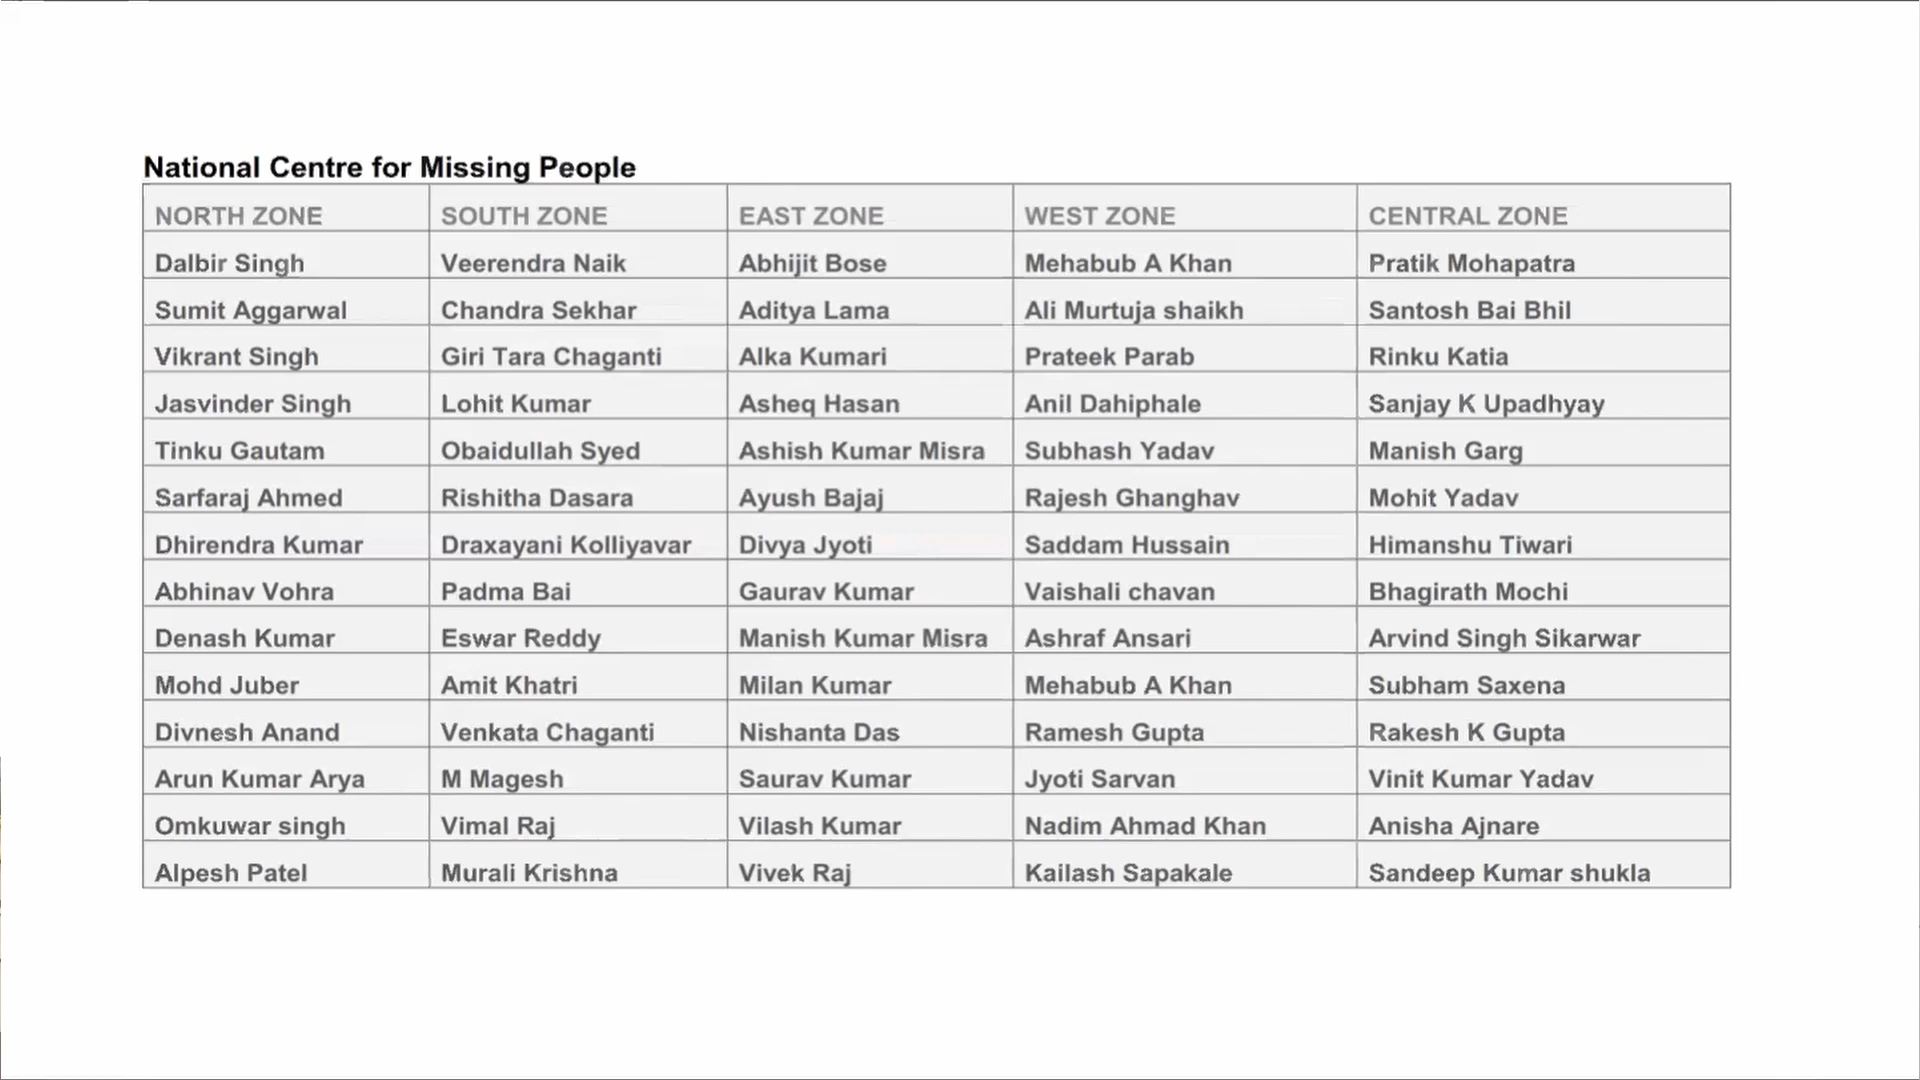 National Centre for Missing People
NORTH ZONE SOUTH ZONE EAST ZONE WEST ZONE CENTRAL ZONE
Dalbir Singh Veerendra Naik Abhijit Bose Mehabub A Khan Pratik Mohapatra
Sumit Aggarwal Chandra Sekhar Aditya Lama Ali Murtuja shaikh Santosh Bai Bhil
Vikrant Singh Giri Tara Chaganti Alka Kumari Prateek Parab Rinku Katia
Jasvinder Singh Lohit Kumar Asheq Hasan Anil Dahiphale Sanjay K Upadhyay
Tinku Gautam Obaidullah Syed Ashish Kumar Misra Subhash Yadav Manish Garg
Sarfaraj Ahmed Rishitha Dasara Ayush Bajaj Rajesh Ghanghav Mohit Yadav
Dhirendra Kumar Draxayani Kolliyavar Divya Jyoti Saddam Hussain Himanshu Tiwari
Abhinav Vohra Padma Bai Gaurav Kumar Vaishali chavan Bhagirath Mochi
Denash Kumar Eswar Reddy Manish Kumar Misra Ashraf Ansari Arvind Singh Sikarwar
Mohd Juber Amit Khatri Milan Kumar Mehabub A Khan Subham Saxena
Divnesh Anand Venkata Chaganti Nishanta Das Ramesh Gupta Rakesh K Gupta
Arun Kumar Arya M Magesh Saurav Kumar Jyoti Sarvan Vinit Kumar Yadav
Omkuwar singh Vimal Raj Vilash Kumar Nadim Ahmad Khan Anisha Ajnare
Alpesh Patel Murali Krishna Vivek Raj Kailash Sapakale Sandeep Kumar shukla